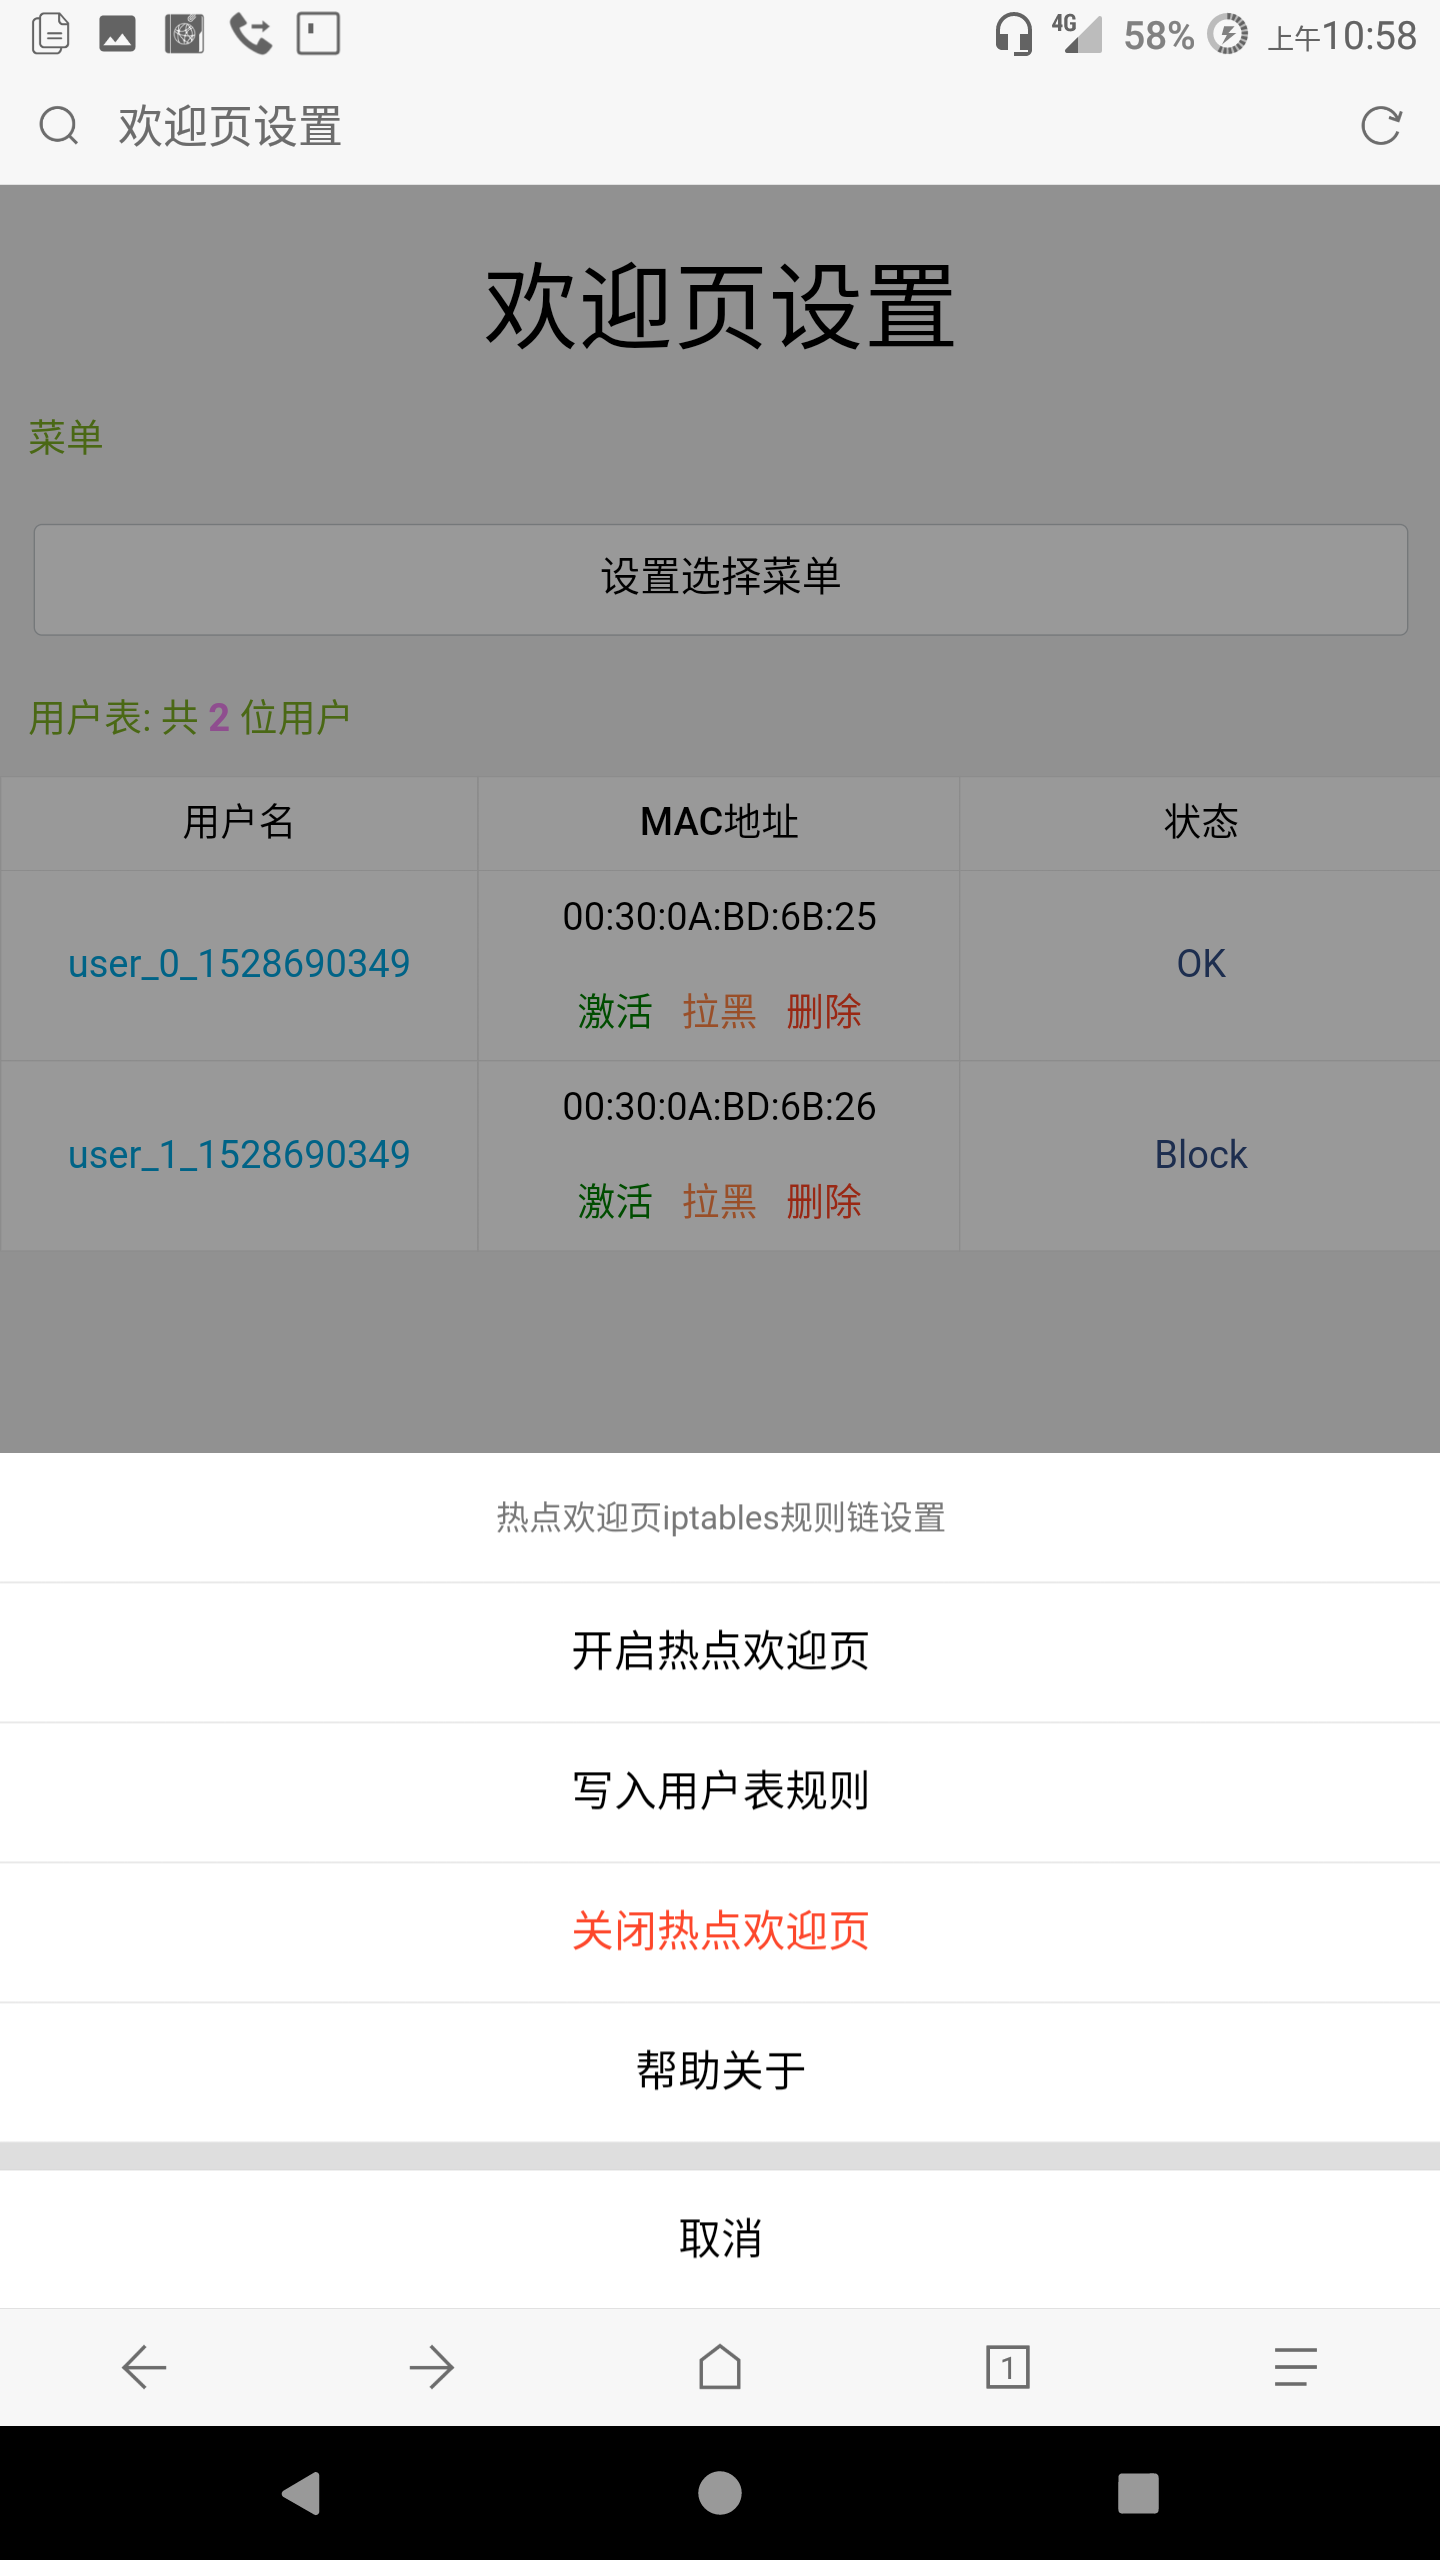 4G 58% 上午10:58
欢迎页设置
欢迎页设置
菜单
设置选择菜单
用户表: 共 2 位用户
用户名 MAC地址 状态
00:30:0A:BD:6B:25
user_0_1528690349 OK
激活 拉黑 删除
00:30:0A:BD:6B:26
user_1_1528690349 Block
激活 拉黑 删除
热点欢迎页iptables规则链设置
开启热点欢迎页
写入用户表规则
关闭热点欢迎页
帮助关于
取消
1